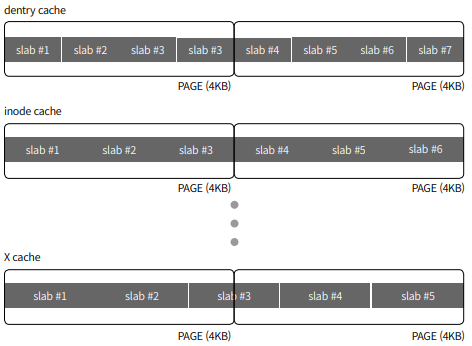 dentry cache
slab #1 slab #2 slab #3 slab #3 slab #4 slab #5 slab #6 slab #7
PAGE (4KB) PAGE (4KB)
inode cache
slab #1 slab #2 slab #3 slab #4 slab #5 slab #6
PAGE (4KB) PAGE (4KB)
X cache
slab #1 slab #2 slab #3 slab #4 slab #5
PAGE (4KB) PAGE (4KB)